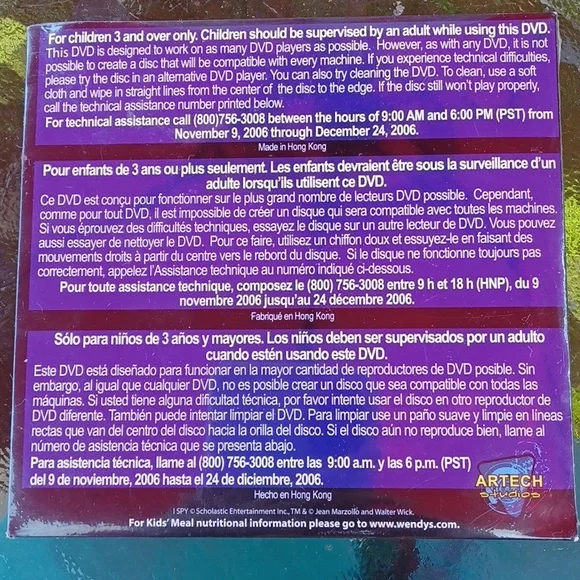 For children 3 and over only. Children should be supervised by an adult while using this DVD.
This DVD is designed to work on as many DVD players as possible. However, as with any DVD, it is not
possible to create a disc that will be compatible with every machine. If you experience technical difficulties,
please try the disc in an alternative DVD player. You can also try cleaning the DVD. To clean, use a soft
cloth and wipe in straight lines from the center of the disc to the edge. If the disc still won't play properly,
call the technical assistance number printed below.
For technical assistance call (800)756-3008 between the hours of 9:00 AM and 6:00 PM (PST) from
November 9, 2006 through December 24, 2006.
Made in Hong Kong
Pour enfants de 3 ans ou plus seulement. Les enfants devraient être sous la surveillance d'un
adulte lorsqu'ils utilisent ce DVD.
Ce DVD est conçu pour fonctionner sur le plus grand nombre de lecteurs DVD possible. Cependant,
comme pour tout DVD, il est impossible de créer un disque qui sera compatible avec toutes les machines.
Si vous éprouvez des difficultés techniques, essayez le disque sur un autre lecteur de DVD. Vous pouvez
aussi essayer de nettoyer le DVD. Pour ce faire, utilisez un chiffon doux et essuyez-le en faisant des
mouvements droits à partir du centre vers le rebord du disque. Si le disque ne fonctionne toujours pas
correctement, appelez l'Assistance technique au numéro indiqué ci-dessous.
Pour toute assistance technique, composez le (800) 756-3008 entre 9 h et 18 h (HNP), du 9
novembre 2006 jusqu'au 24 décembre 2006.
Fabriqué en Hong Kong
Sólo para niños de 3 años y mayores. Los niños deben ser supervisados por un adulto
cuando estén usando este DVD.
Este DVD está diseñado para funcionar en la mayor cantidad de reproductores de DVD posible. Sin
embargo, al igual que cualquier DVD, no es posible crear un disco que sea compatible con todas las
máquinas. Si usted tiene alguna dificultad técnica, por favor intente usar el disco en otro reproductor de
DVD diferente. También puede intentar limpiar el DVD. Para limpiar use un paño suave y limpie en líneas
rectas que van del centro del disco hacia la orilla del disco. Si el disco aún no reproduce bien, llame al
número de asistencia técnica que se presenta abajo.
Para asistencia técnica, llame al (800) 756-3008 entre las 9:00 a.m. y las 6 p.m. (PST)
del 9 de noviembre, 2006 hasta el 24 de diciembre, 2006.
Hecho en Hong Kong
ARTECH
studios
I SPY © Scholastic Entertainment Inc., TM & © Jean Marzollo and Walter Wick.
For Kids' Meal nutritional information please go to www.wendys.com